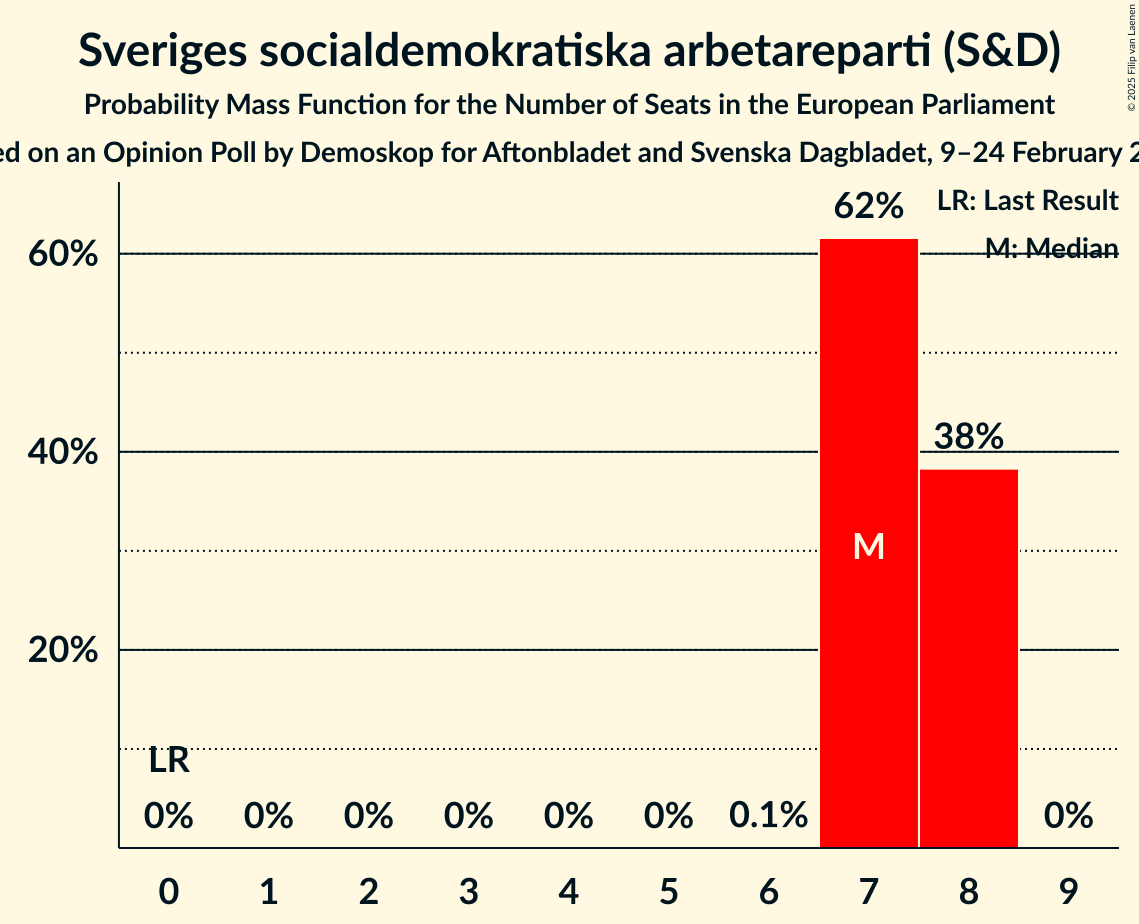 Sveriges socialdemokratiska arbetareparti (S&D)
Probability Mass Function for the Number of Seats in the European Parliament
on an Opinion Poll by Demoskop for Aftonbladet and Svenska Dagbladet, 9–24 February
© 2025 Filip van Laenen
LR: Last Result
M: Median
60%
40%
20%
62%
38%
M
LR
0%
0%
0%
0%
0%
0%
0.1%
0%
0
1
2
3
4
5
6
7
8
9